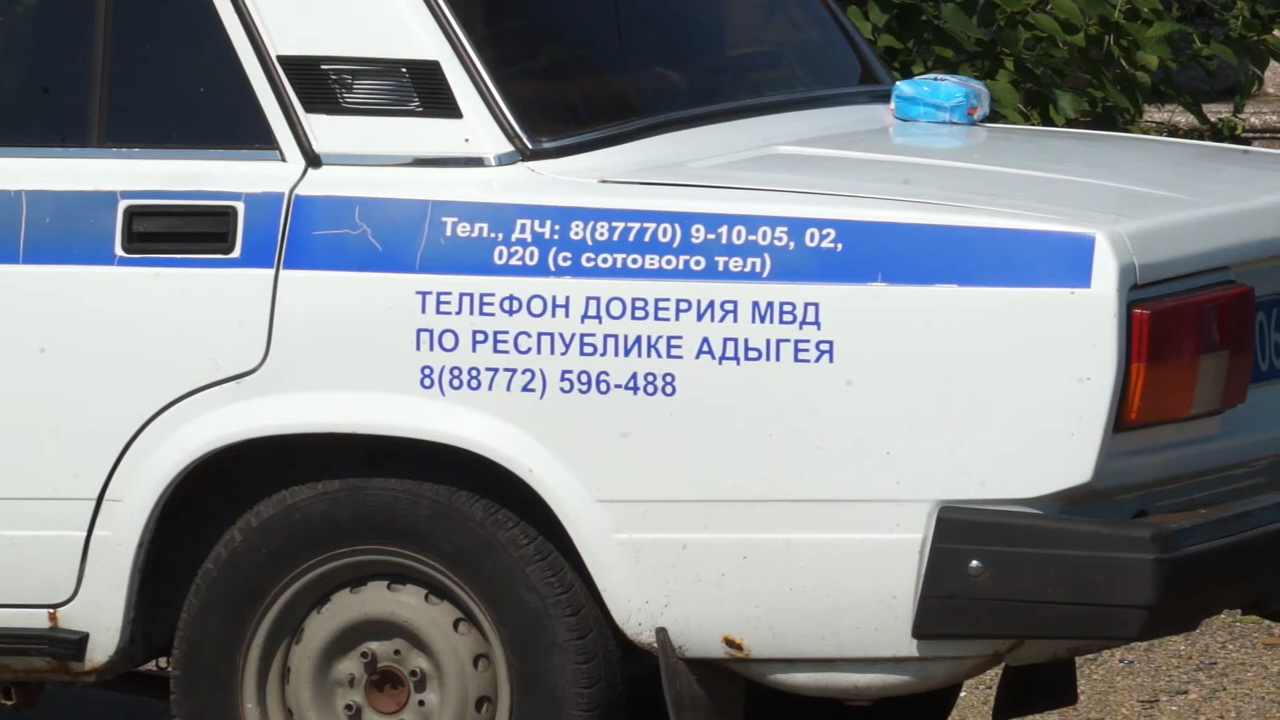 Тел., ДЧ: 8(87770) 9-10-05, 02,
020 (с сотового тел)
ТЕЛЕФОН ДОВЕРИЯ МВД
ПО РЕСПУБЛИКЕ АДЫГЕЯ
8(88772) 596-488
06